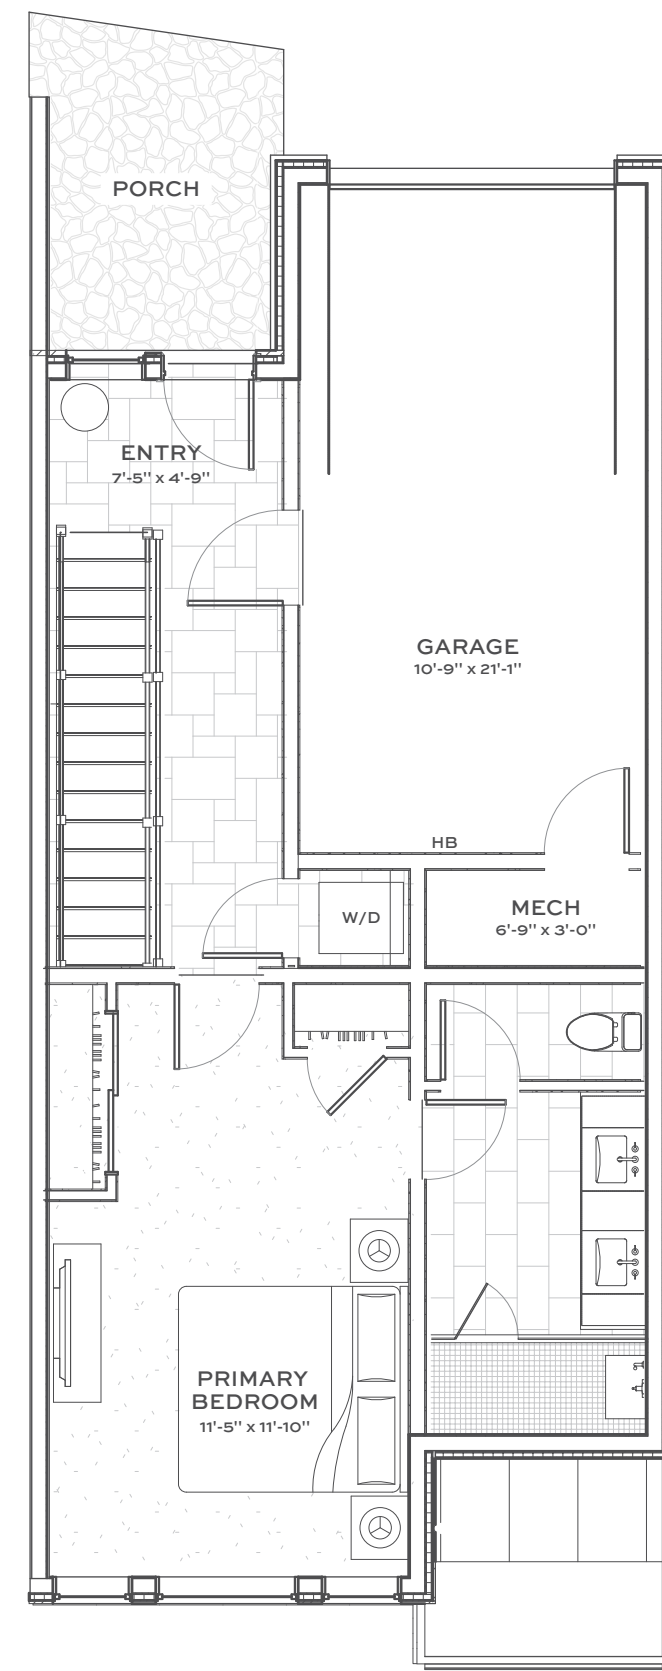 PORCH
ENTRY
7'-5" x 4'-9"
GARAGE
10'-9" x 21'-1"
HB
W/D
MECH
6'-9" x 3'-0"
PRIMARY
BEDROOM
11'-5" x 11'-10"